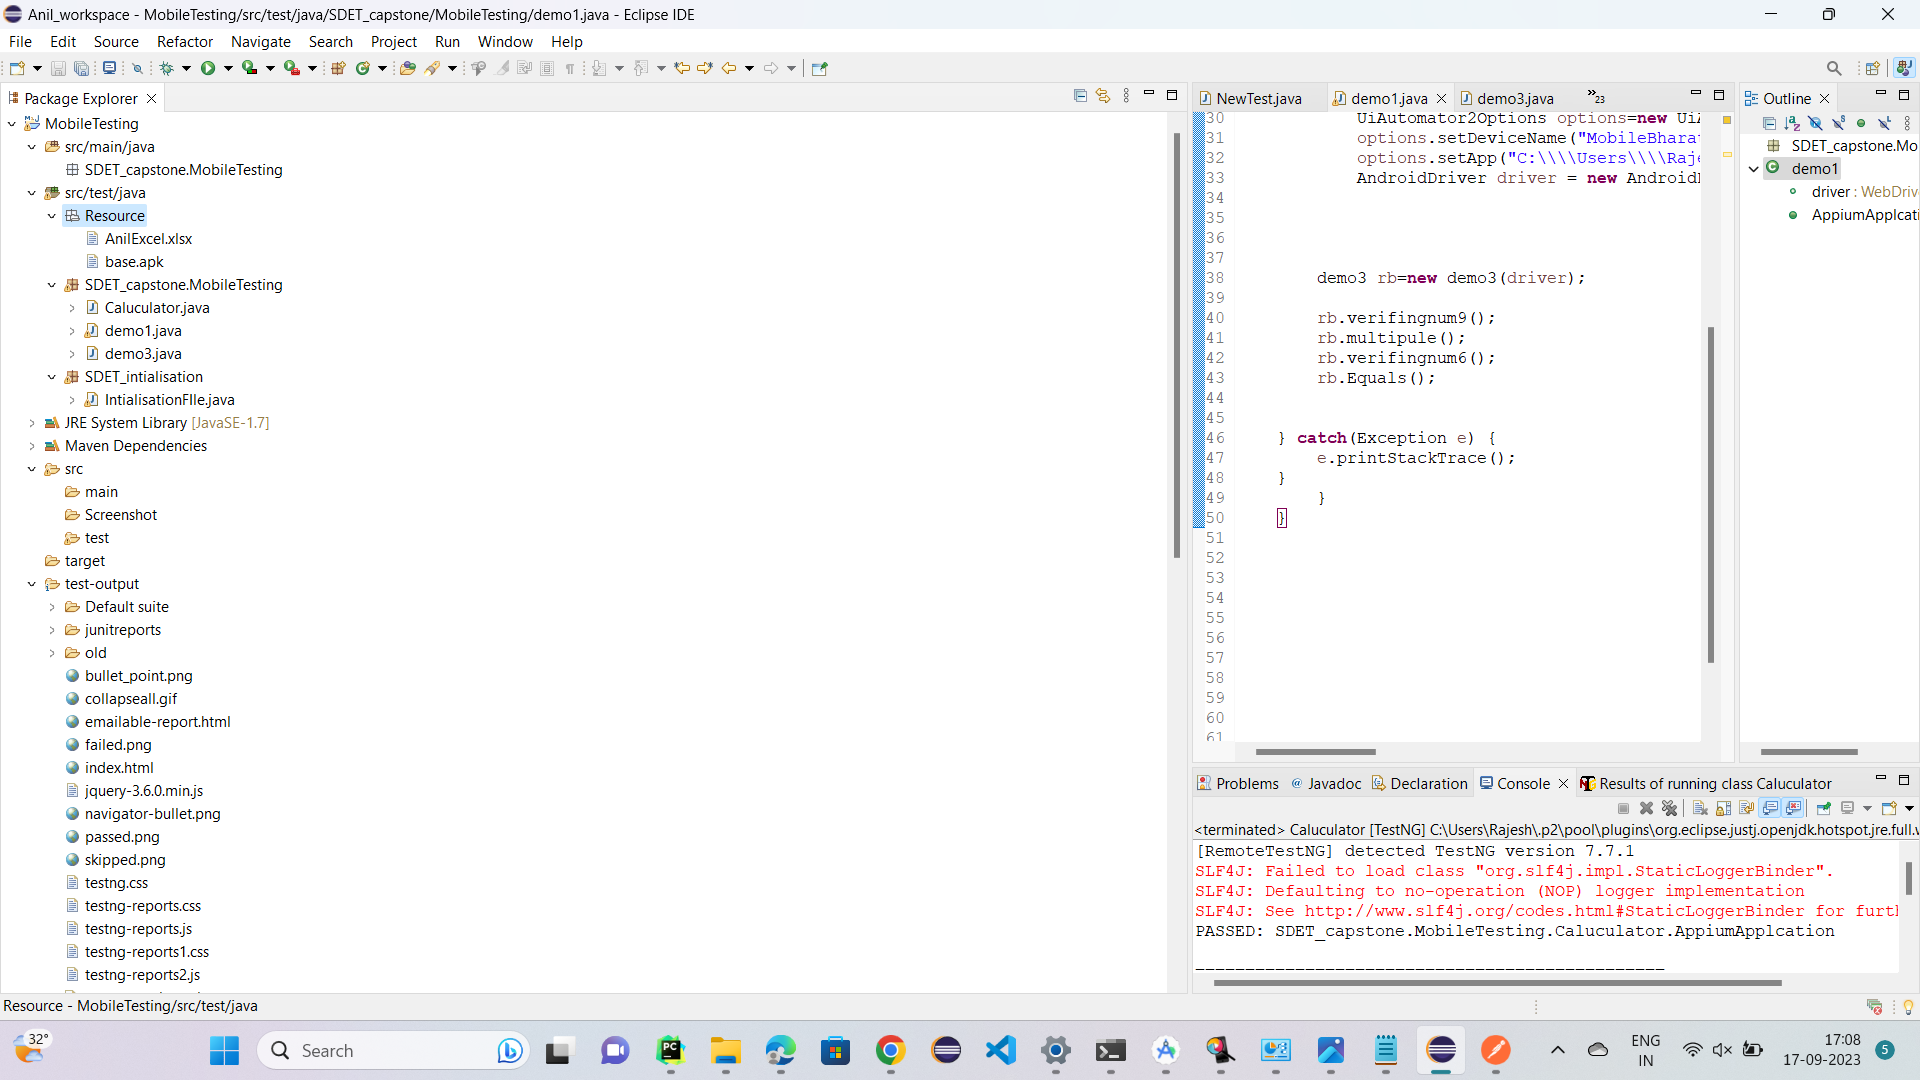 Anil_workspace - MobileTesting/src/test/java/SDET_capstone/MobileTesting/demo1.java - Eclipse IDE
File Edit Source Refactor Navigate Search Project Run Window Help
Package Explorer
MobileTesting
src/main/java
SDET_capstone.MobileTesting
src/test/java
Resource
AnilExcel.xlsx
base.apk
SDET_capstone.MobileTesting
Caluculator.java
demo1.java
demo3.java
SDET_intialisation
IntialisationFIle.java
JRE System Library [JavaSE-1.7]
Maven Dependencies
src
main
Screenshot
test
target
test-output
Default suite
junitreports
old
bullet_point.png
collapseall.gif
emailable-report.html
failed.png
index.html
jquery-3.6.0.min.js
navigator-bullet.png
passed.png
skipped.png
testng.css
testng-reports.css
testng-reports.js
testng-reports1.css
testng-reports2.js
NewTest.java demo1.java demo3.java »23
30 UiAutomator2Options options=new UiA
31 options.setDeviceName("MobileBharat
32 options.setApp("C:\\\\Users\\\\Raje
33 AndroidDriver driver = new AndroidD
34
35
36
37
38 demo3 rb=new demo3(driver);
39
40 rb.verifingnum9();
41 rb.multipule();
42 rb.verifingnum6();
43 rb.Equals();
44
45
46 } catch(Exception e) {
47 e.printStackTrace();
48 }
49 }
50 }
51
52
53
54
55
56
57
58
59
60
61
Outline
SDET_capstone.Mo
demo1
driver : WebDriv
AppiumApplcati
Problems @ Javadoc Declaration Console Results of running class Caluculator
<terminated> Caluculator [TestNG] C:\Users\Rajesh\.p2\pool\plugins\org.eclipse.justj.openjdk.hotspot.jre.full.w
[RemoteTestNG] detected TestNG version 7.7.1
SLF4J: Failed to load class "org.slf4j.impl.StaticLoggerBinder".
SLF4J: Defaulting to no-operation (NOP) logger implementation
SLF4J: See http://www.slf4j.org/codes.html#StaticLoggerBinder for furth
PASSED: SDET_capstone.MobileTesting.Caluculator.AppiumApplcation
===============================================
Resource - MobileTesting/src/test/java
32°
Search
PC
ENG
IN
17:08
17-09-2023
5